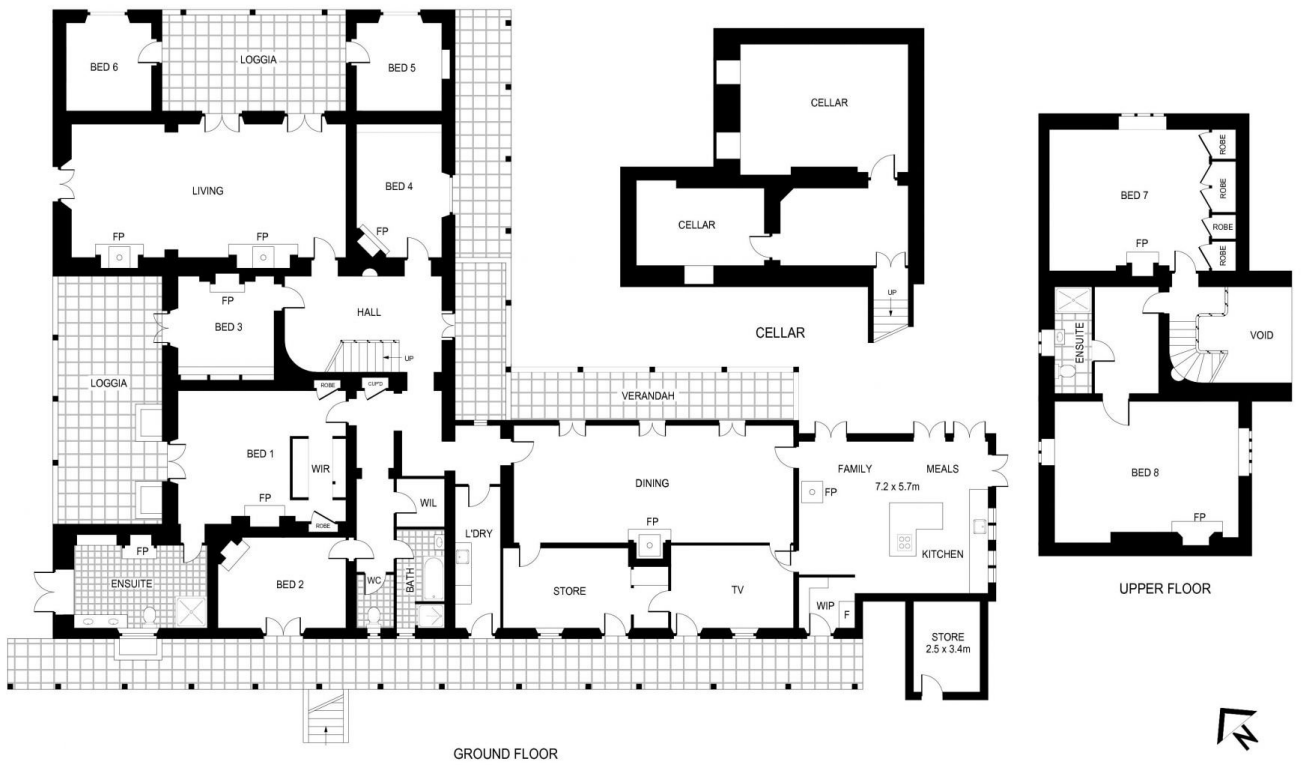 BED 6
LOGGIA
BED 5
LIVING
BED 4
FP
FP
FP
FP
BED 3
HALL
UP
LOGGIA
ROBE
CUP'D
BED 1
WIR
FP
ROBE
WIL
L'DRY
BATH
WC
FP
ENSUITE
BED 2
VERANDAH
DINING
FP
STORE
TV
FAMILY
MEALS
7.2 x 5.7m
FP
KITCHEN
WIP
F
STORE
2.5 x 3.4m
GROUND FLOOR
CELLAR
CELLAR
UP
CELLAR
BED 7
ROBE
ROBE
ROBE
ROBE
FP
ENSUITE
VOID
BED 8
FP
UPPER FLOOR
N